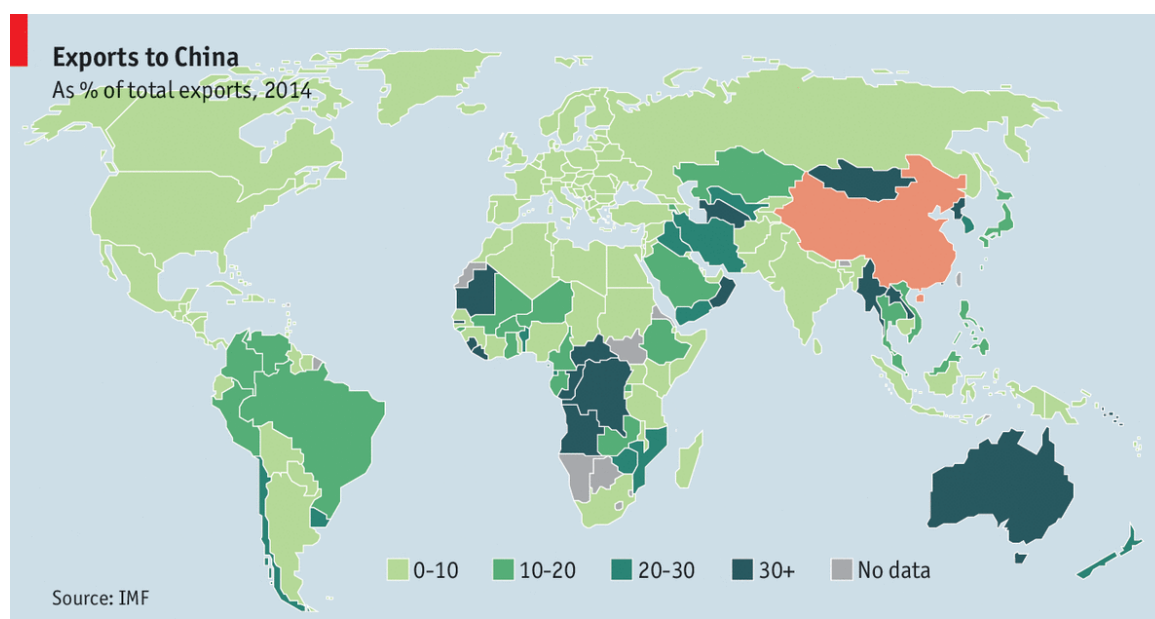 Exports to China
As % of total exports, 2014
0-10 10-20 20-30 30+ No data
Source: IMF